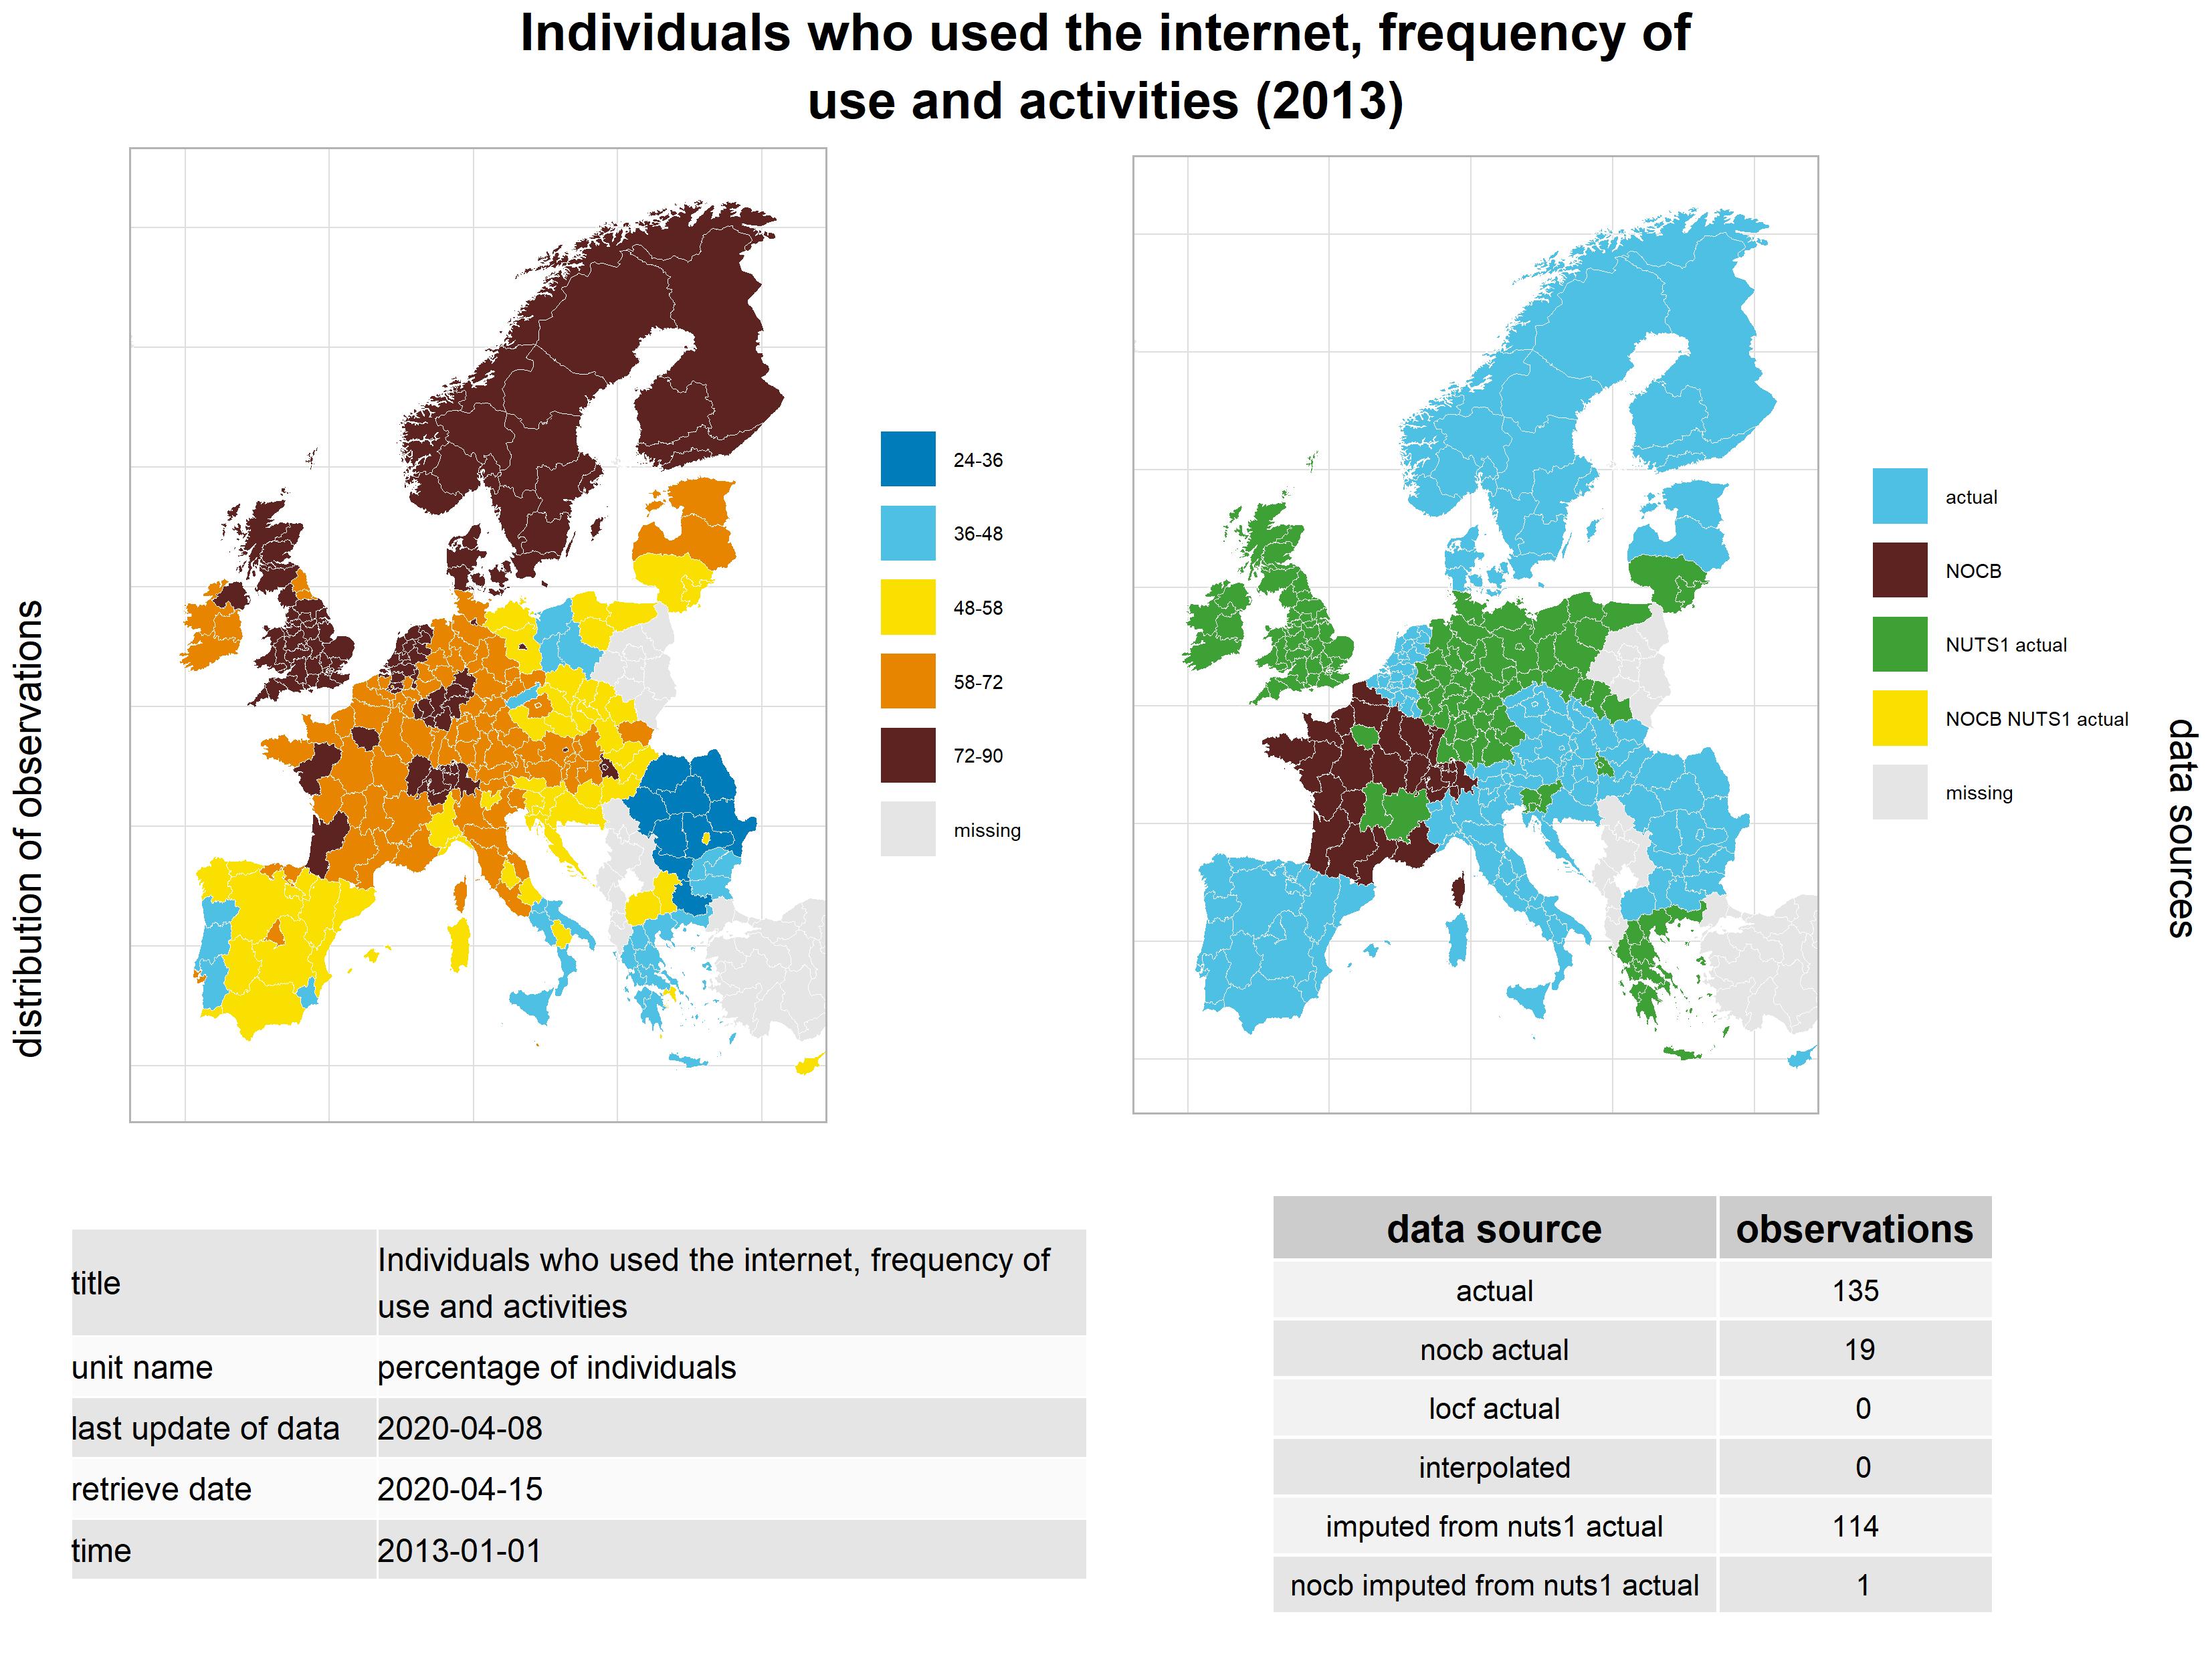 Individuals who used the internet, frequency of
use and activities (2013)
distribution of observations
24-36
36-48
48-58
58-72
72-90
missing
actual
NOCB
NUTS1 actual
NOCB NUTS1 actual
missing
data sources
title
Individuals who used the internet, frequency of
use and activities
unit name percentage of individuals
last update of data 2020-04-08
retrieve date 2020-04-15
time 2013-01-01
data source observations
actual 135
nocb actual 19
locf actual 0
interpolated 0
imputed from nuts1 actual 114
nocb imputed from nuts1 actual 1